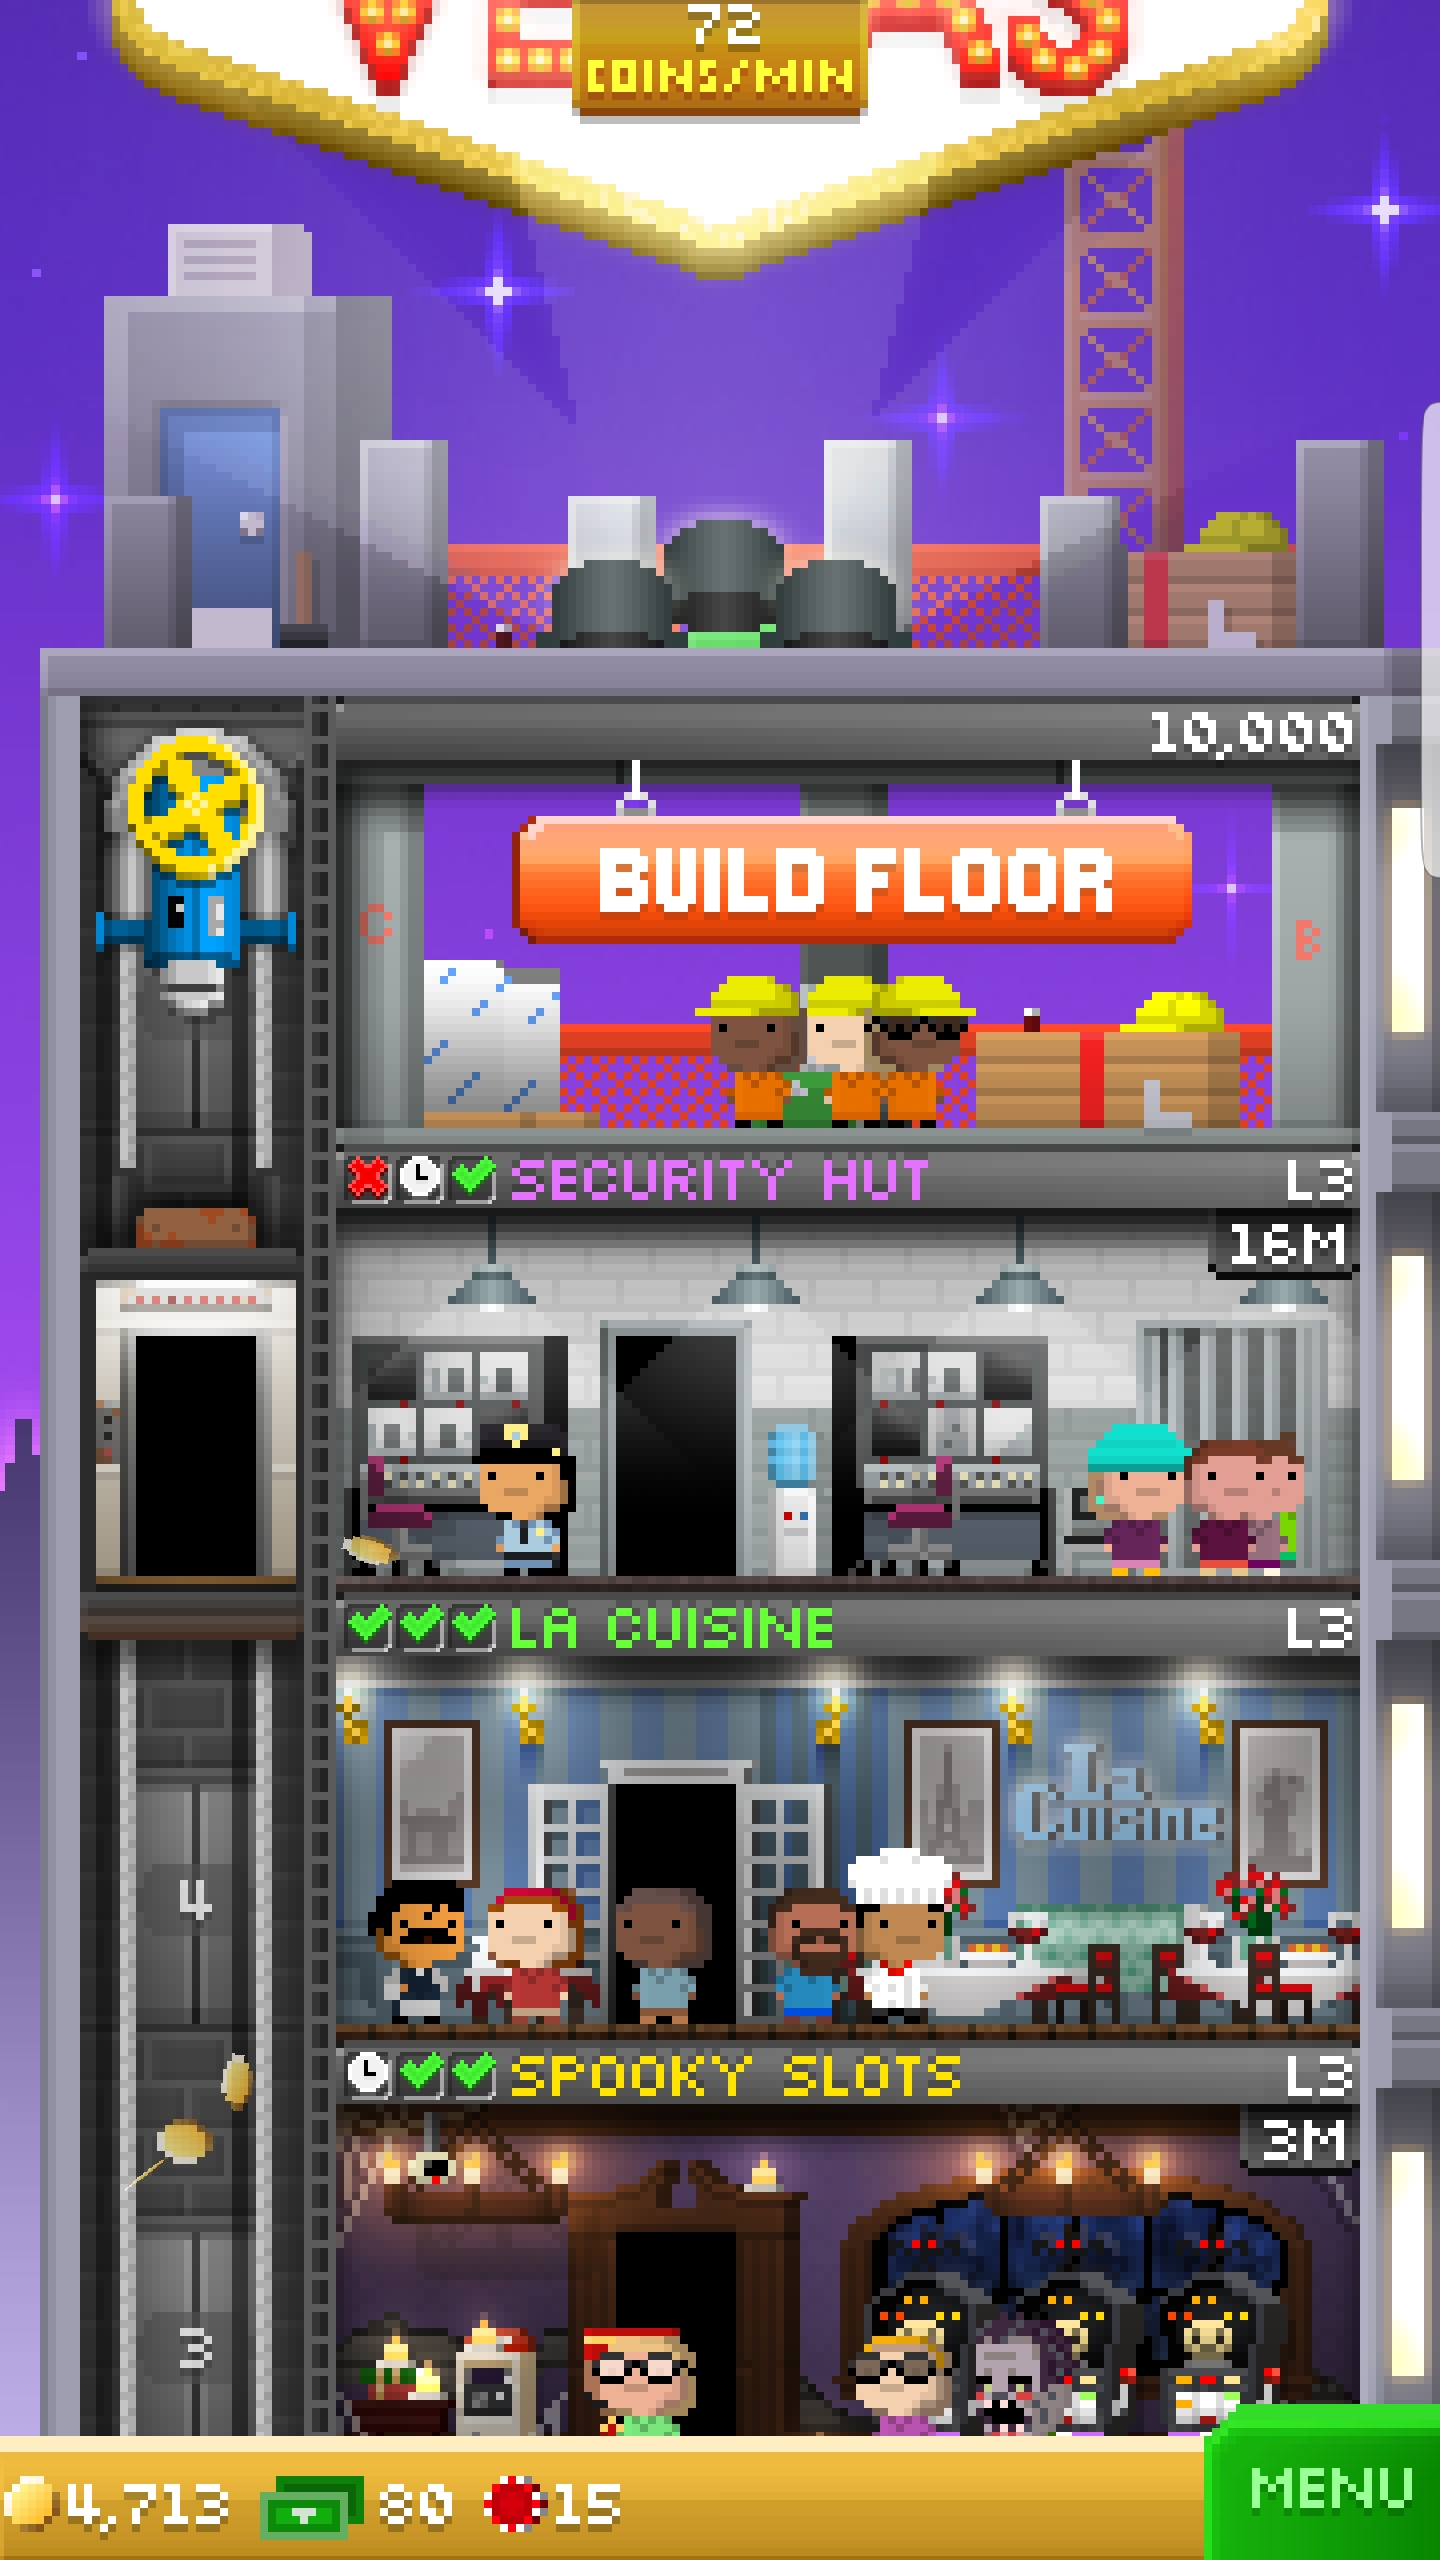 VEGAS
72
COINS/MIN
10,000
BUILD FLOOR
C
B
SECURITY HUT L3
16M
LA CUISINE L3
La
Cuisine
4
SPOOKY SLOTS L3
3M
3
4,713 80 15
MENU